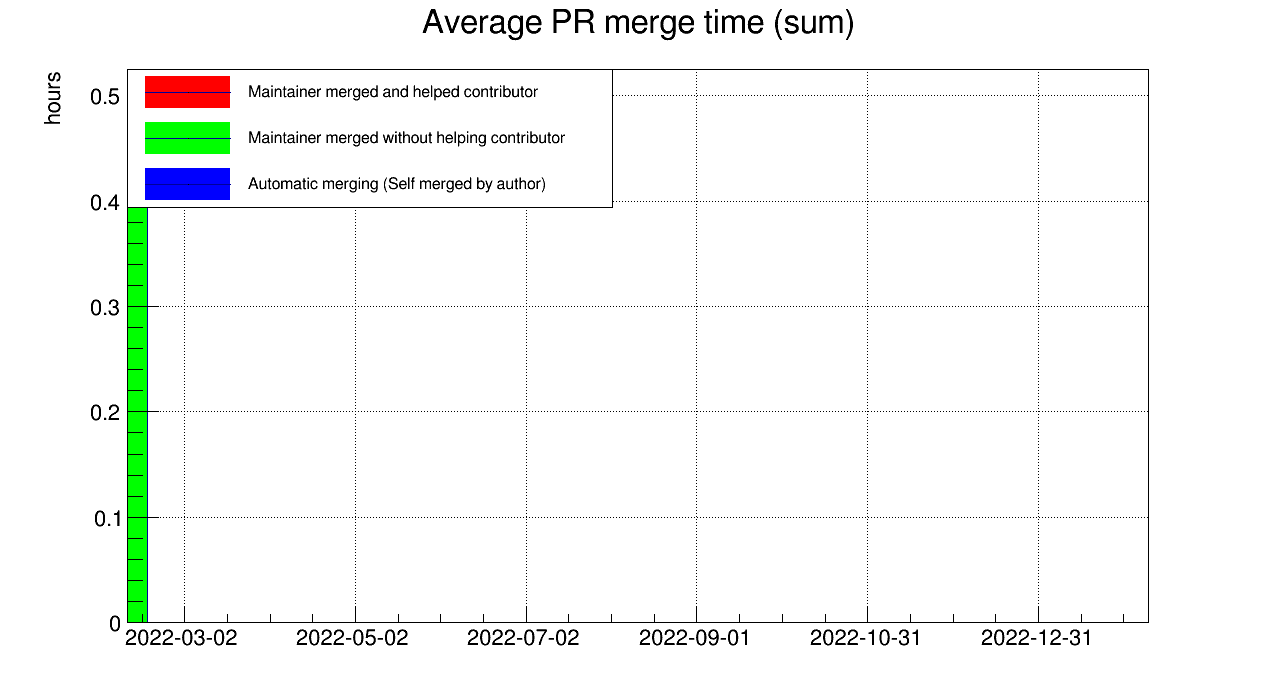 Average PR merge time (sum)
hours
Maintainer merged and helped contributor
Maintainer merged without helping contributor
Automatic merging (Self merged by author)
0.5
0.4
0.3
0.2
0.1
0
2022-03-02 2022-05-02 2022-07-02 2022-09-01 2022-10-31 2022-12-31